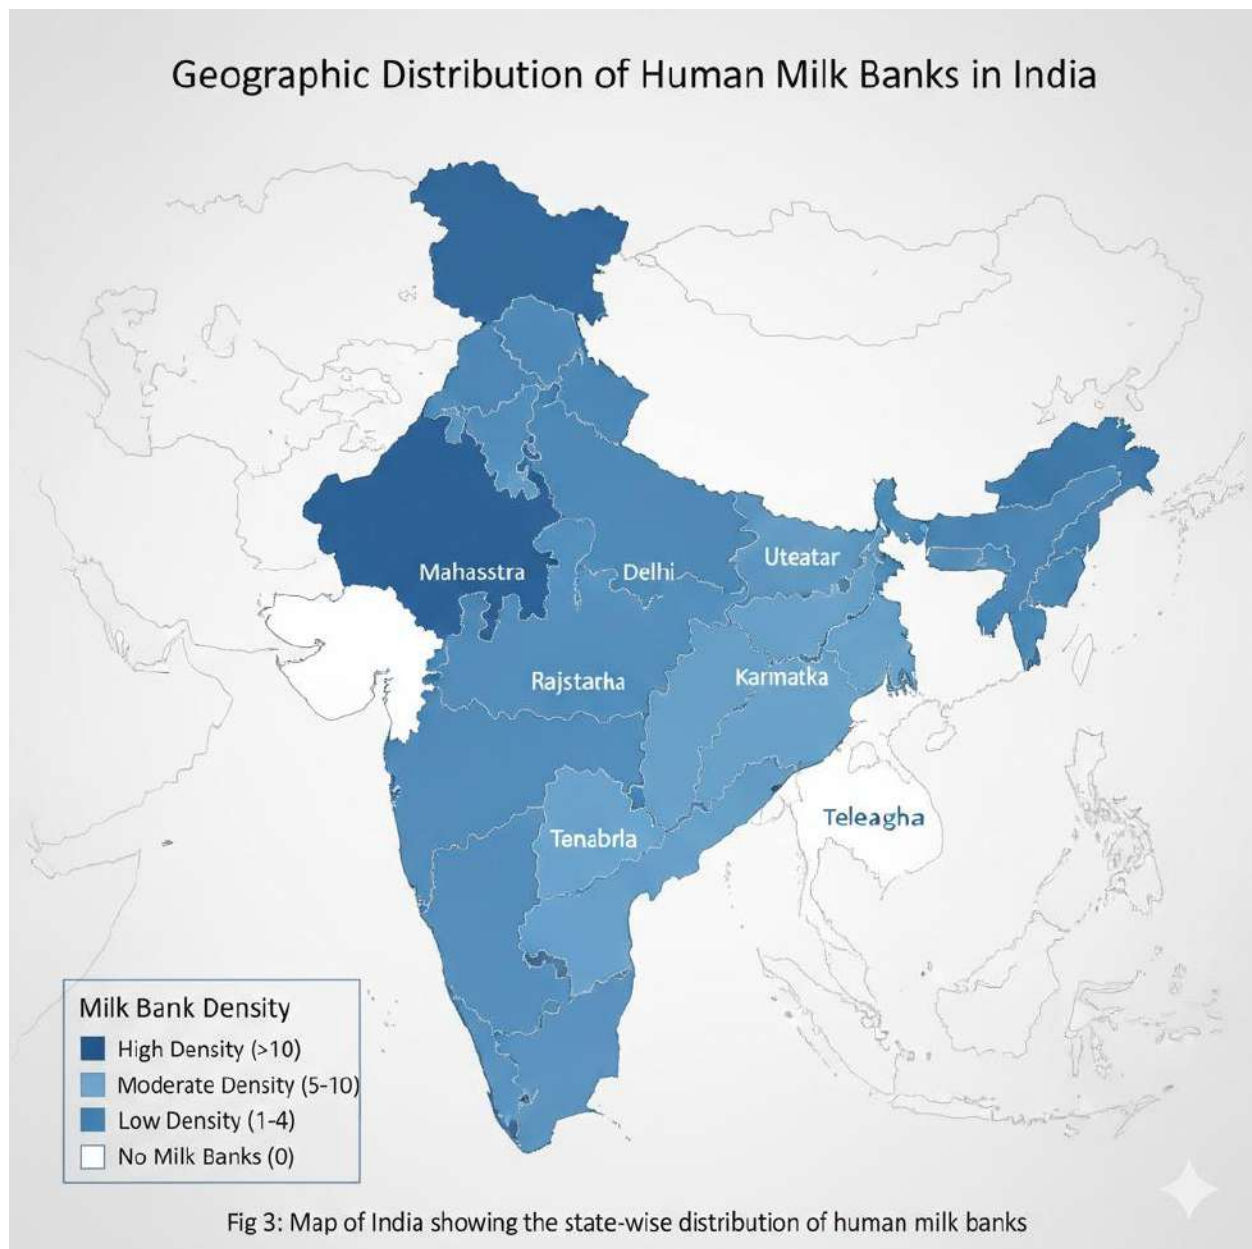 Geographic Distribution of Human Milk Banks in India
Mahasstra
Delhi
Uteatar
Rajstarha
Karmatka
Teleagha
Tenabrla
Milk Bank Density
High Density (>10)
Moderate Density (5-10)
Low Density (1-4)
No Milk Banks (0)
Fig 3: Map of India showing the state-wise distribution of human milk banks